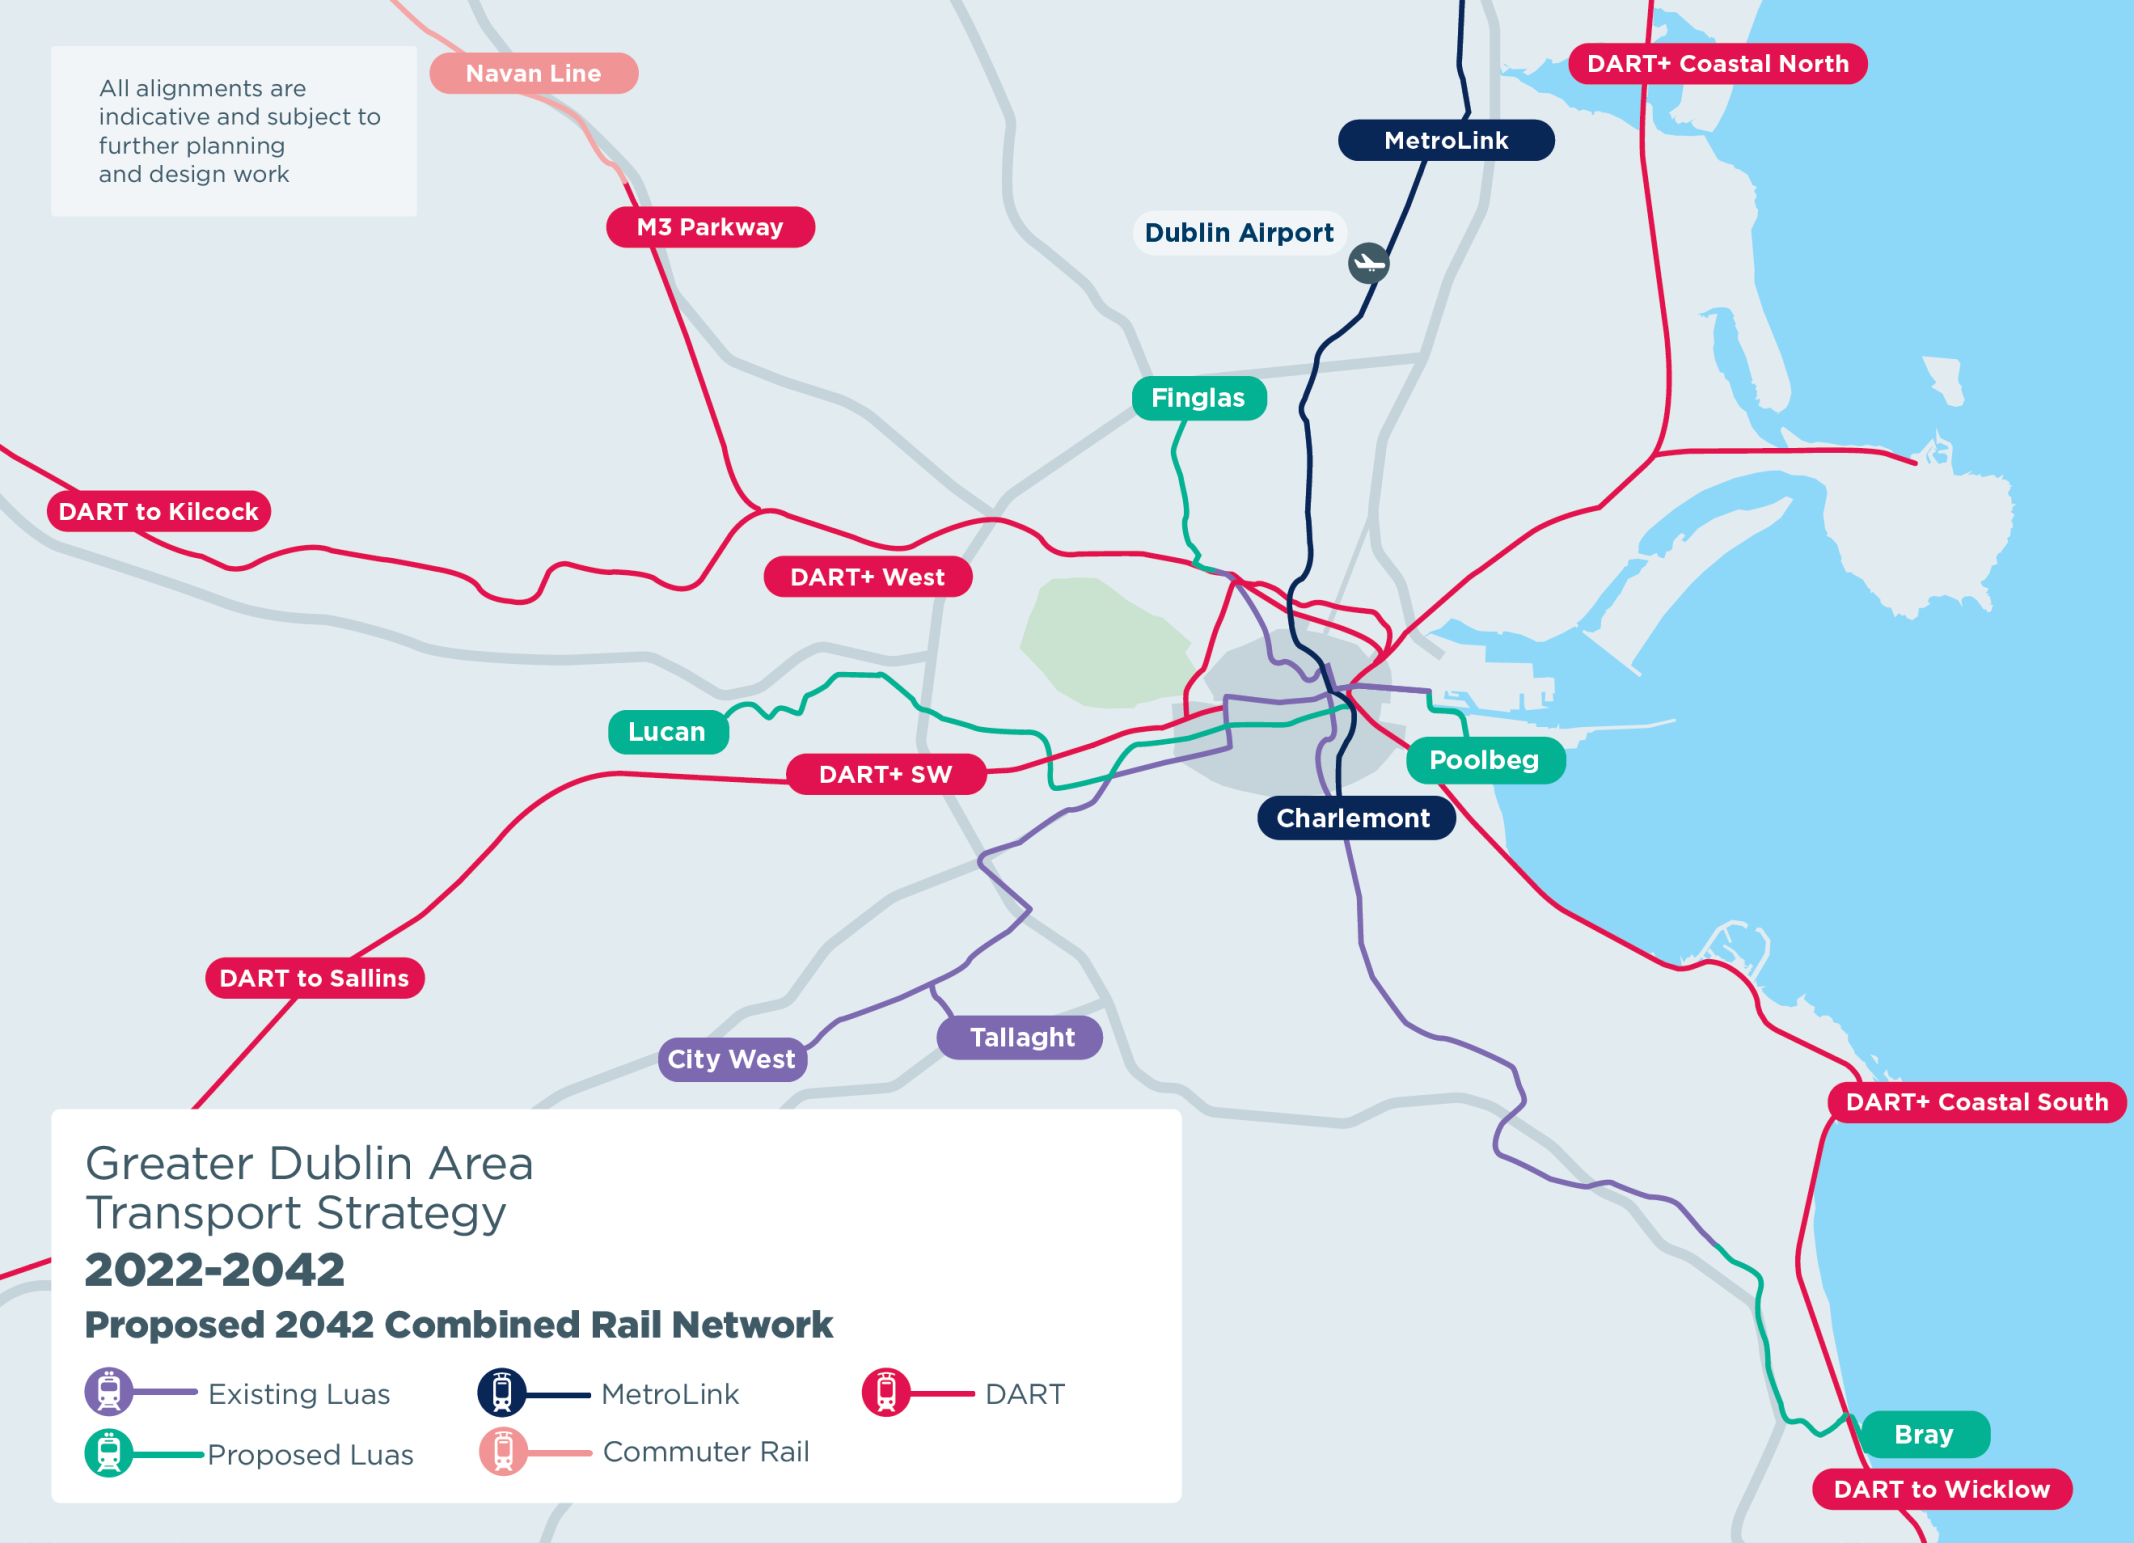 All alignments are
indicative and subject to
further planning
and design work
Navan Line
DART+ Coastal North
MetroLink
M3 Parkway
Dublin Airport
Finglas
DART to Kilcock
DART+ West
Lucan
DART+ SW
Poolbeg
Charlemont
DART to Sallins
Tallaght
City West
DART+ Coastal South
Bray
DART to Wicklow
Greater Dublin Area
Transport Strategy
2022-2042
Proposed 2042 Combined Rail Network
Existing Luas
MetroLink
DART
Proposed Luas
Commuter Rail